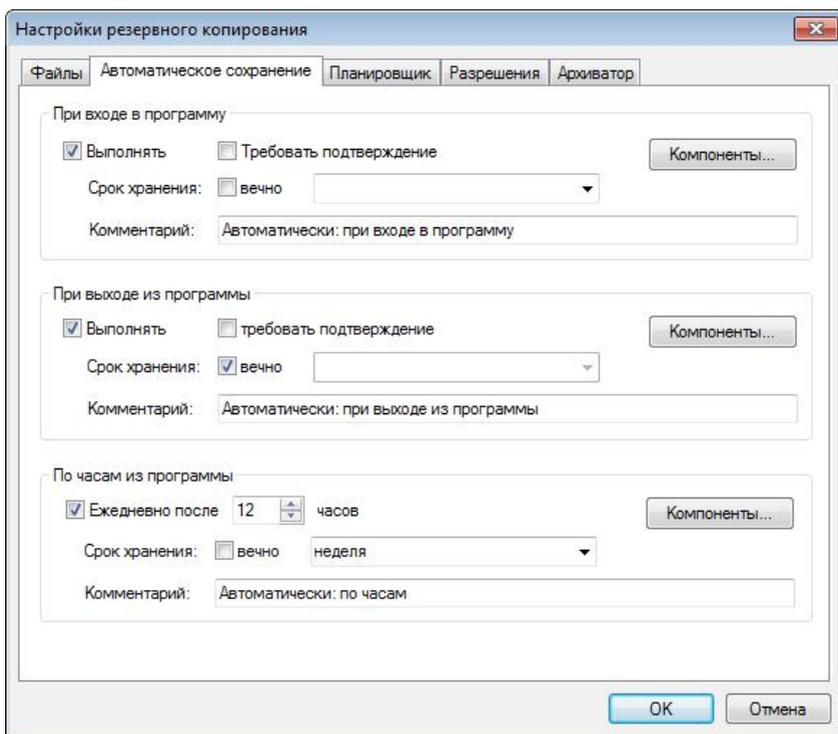 Настройки резервного копирования
Файлы Автоматическое сохранение Планировщик Разрешения Архиватор
При входе в программу
Выполнять Требовать подтверждение Компоненты...
Срок хранения: вечно
Комментарий: Автоматически: при входе в программу
При выходе из программы
Выполнять требовать подтверждение Компоненты...
Срок хранения: вечно
Комментарий: Автоматически: при выходе из программы
По часам из программы
Ежедневно после 12 часов Компоненты...
Срок хранения: вечно неделя
Комментарий: Автоматически: по часам
OK Отмена